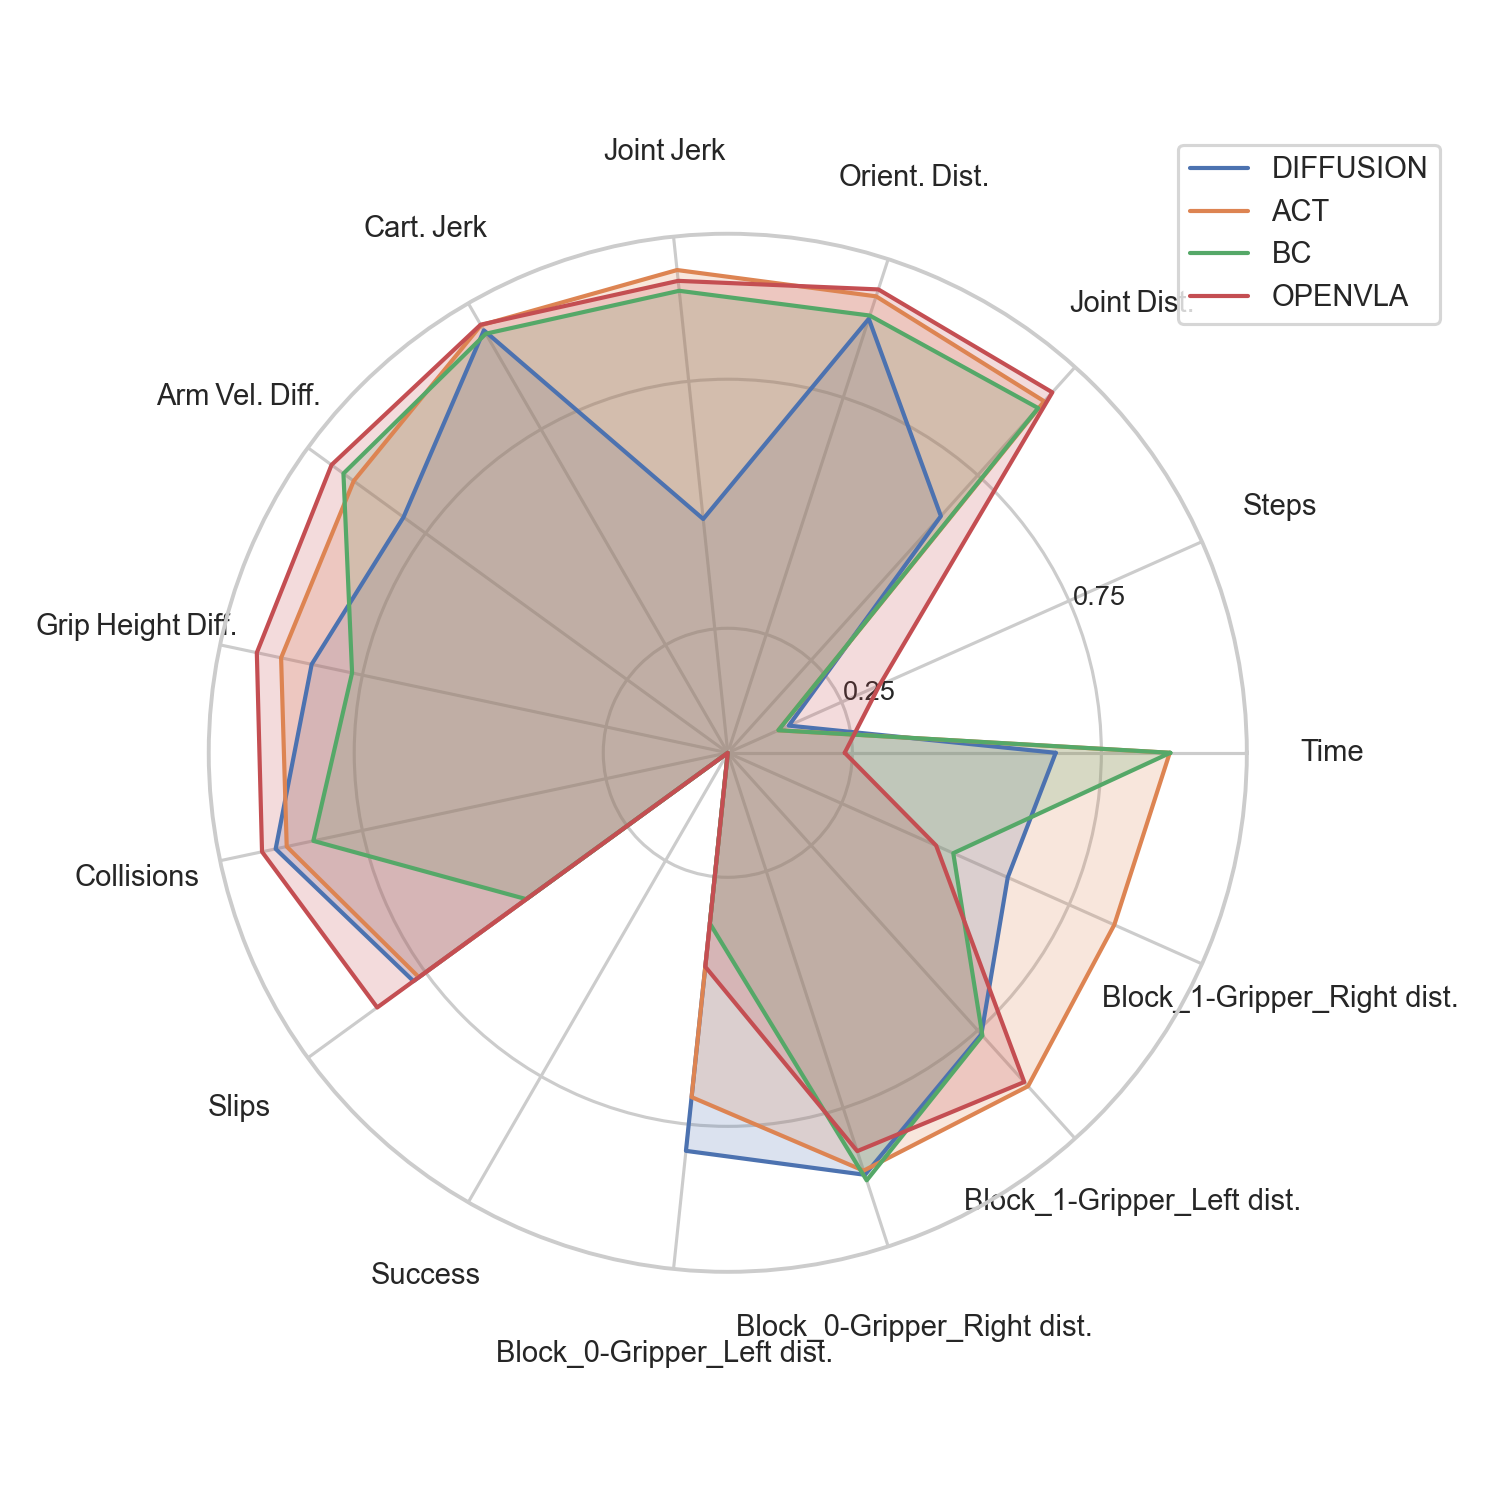 Joint Jerk
Orient. Dist.
DIFFUSION
ACT
BC
OPENVLA
Cart. Jerk
Joint Dist.
Arm Vel. Diff.
Steps
0.75
Grip Height Diff.
0.25
Time
Collisions
Block_1-Gripper_Right dist.
Slips
Block_1-Gripper_Left dist.
Success
Block_0-Gripper_Right dist.
Block_0-Gripper_Left dist.